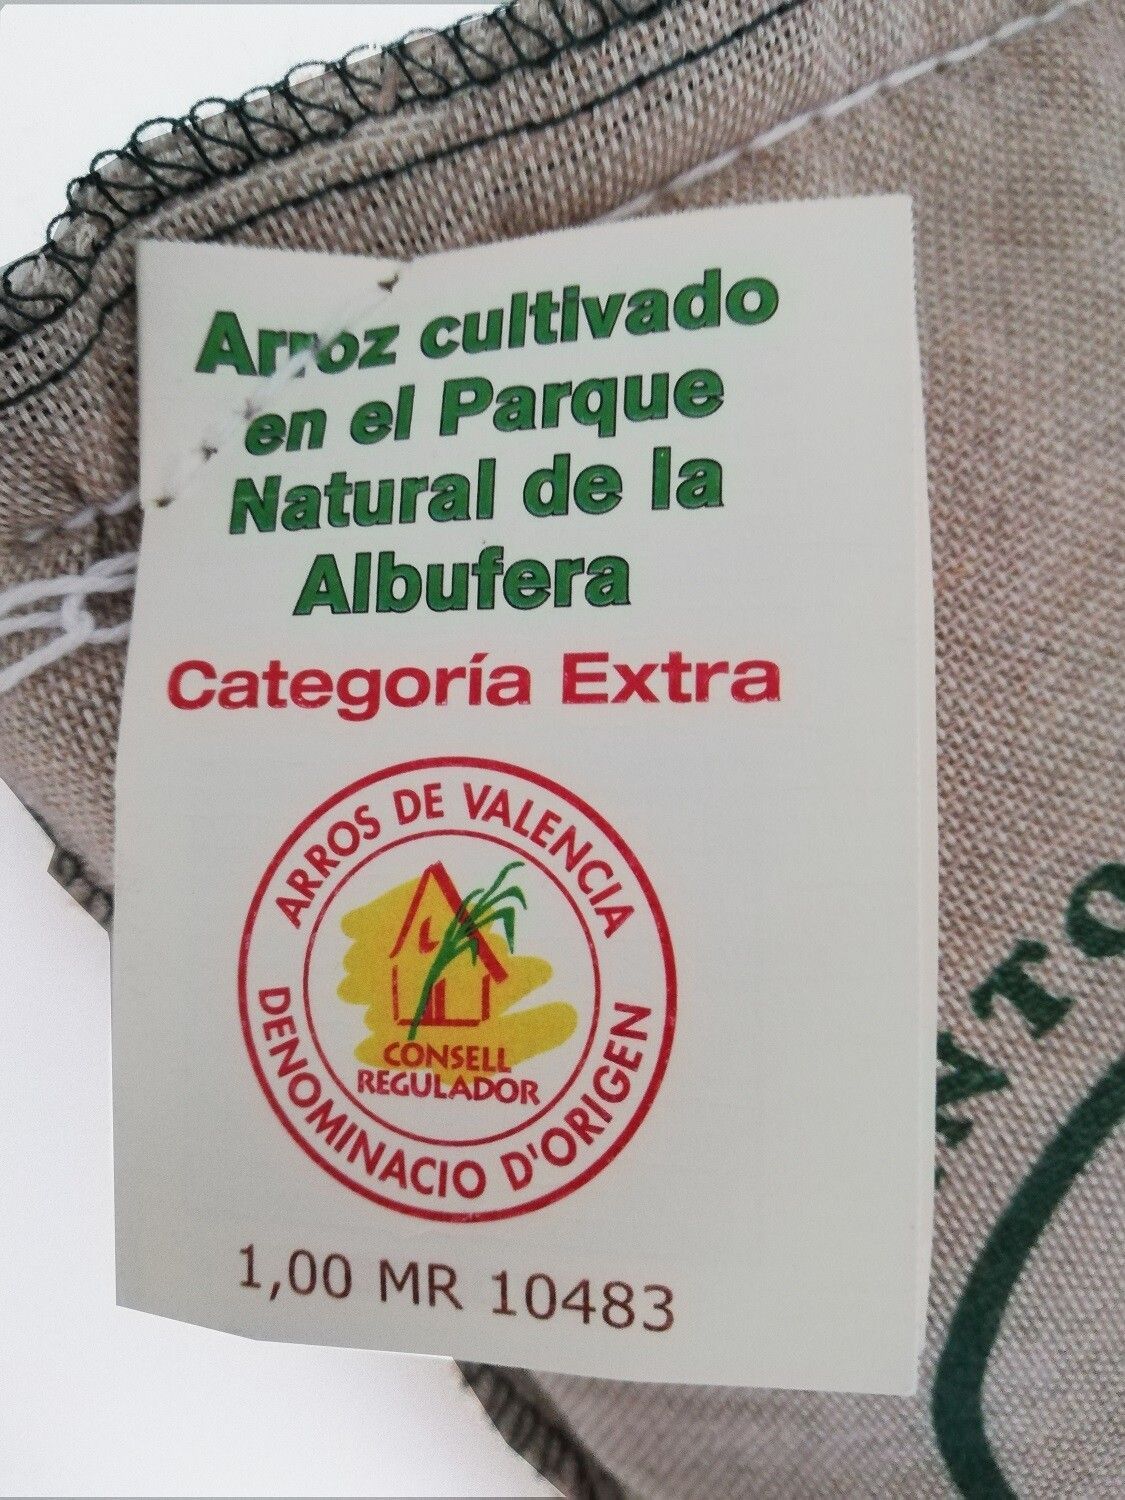 Arroz cultivado
en el Parque
Natural de la
Albufera
Categoría Extra
ARROS DE VALENCIA
CONSELL
REGULADOR
DENOMINACIO D'ORIGEN
1,00 MR 10483